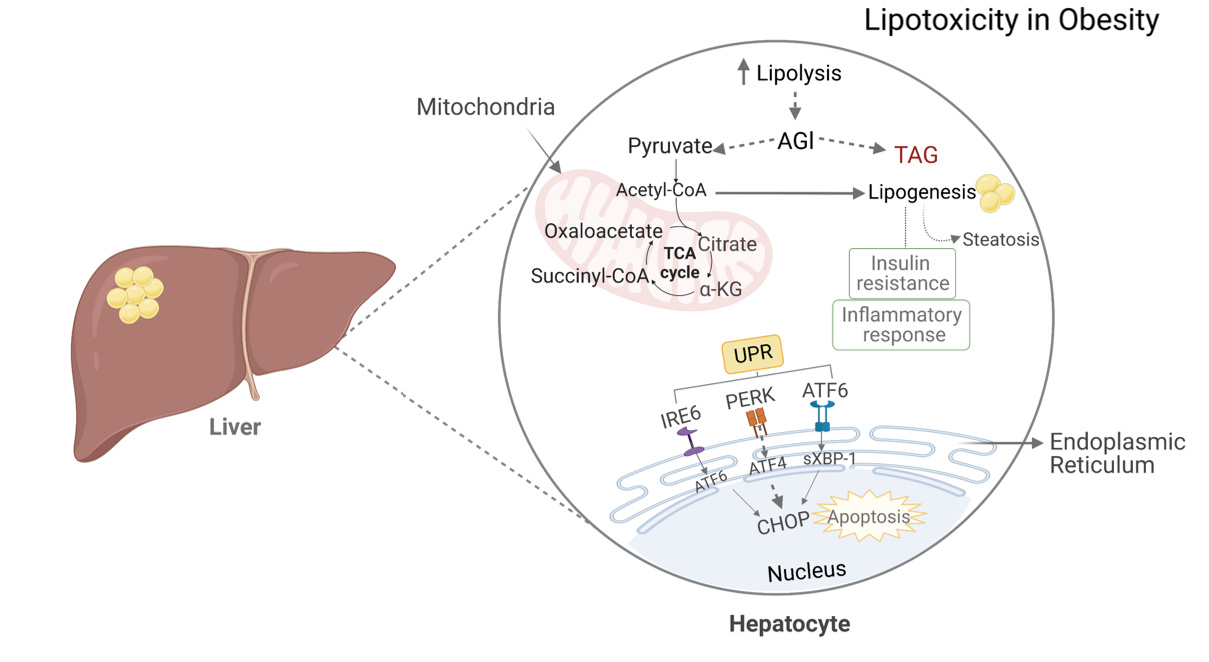 Lipotoxicity in Obesity
Lipolysis
Mitochondria
Pyruvate
AGl
TAG
Acetyl-CoA
Lipogenesis
Oxaloacetate
Citrate
TCA
cycle
Steatosis
Succinyl-CoA
α-KG
Insulin
resistance
Inflammatory
response
UPR
IRE6
PERK
ATF6
Liver
Endoplasmic
Reticulum
ATF6
ATF4
sXBP-1
CHOP
Apoptosis
Nucleus
Hepatocyte